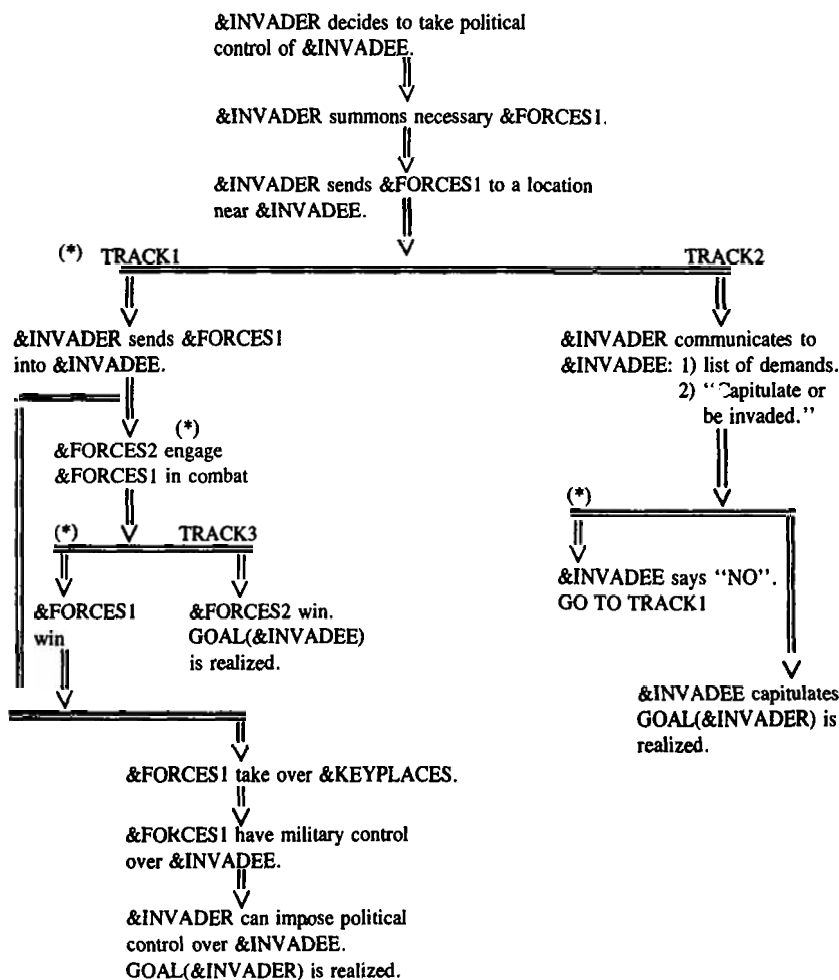 &INVADER decides to take political
control of &INVADEE.
&INVADER summons necessary &FORCES1.
&INVADER sends &FORCES1 to a location
near &INVADEE.
(*) TRACK1
TRACK2
&INVADER sends &FORCES1
into &INVADEE.
&INVADER communicates to
&INVADEE: 1) list of demands.
2) “Capitulate or
be invaded.”
(*)
&FORCES2 engage
&FORCES1 in combat
(*) TRACK3
&FORCES1
win
&FORCES2 win.
GOAL(&INVADEE)
is realized.
(*)
&INVADEE says “NO”.
GO TO TRACK1
&INVADEE capitulates
GOAL(&INVADER) is
realized.
&FORCES1 take over &KEYPLACES.
&FORCES1 have military control
over &INVADEE.
&INVADER can impose political
control over &INVADEE.
GOAL(&INVADER) is realized.